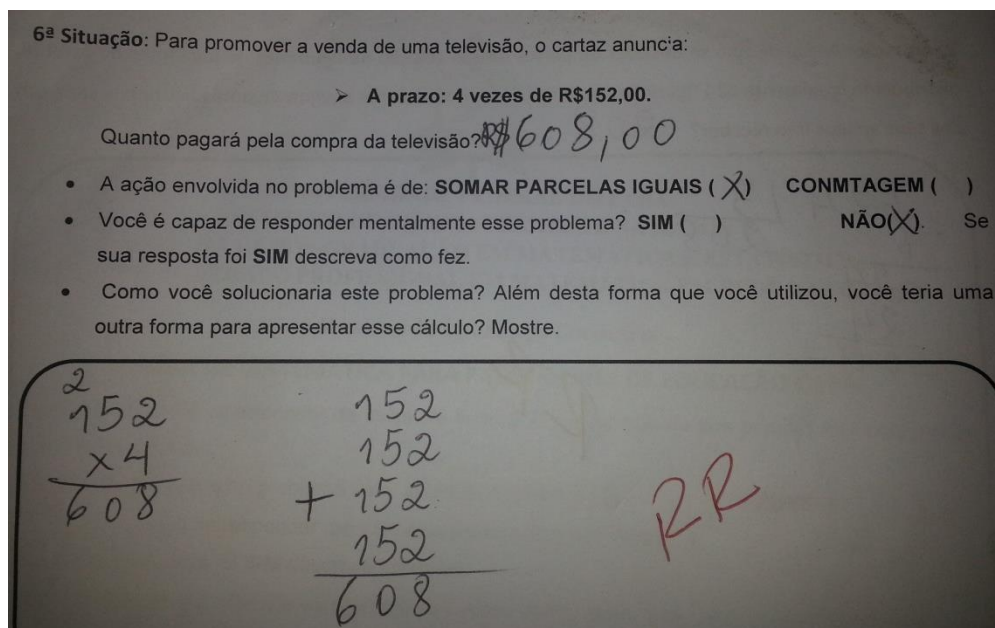 6ª Situação: Para promover a venda de uma televisão, o cartaz anuncia:
➢ A prazo: 4 vezes de R$152,00.
Quanto pagará pela compra da televisão? R$ 608,00
• A ação envolvida no problema é de: SOMAR PARCELAS IGUAIS ( X ) CONMTAGEM ( )
• Você é capaz de responder mentalmente esse problema? SIM ( ) NÃO(X). Se
sua resposta foi SIM descreva como fez.
• Como você solucionaria este problema? Além desta forma que você utilizou, você teria uma
outra forma para apresentar esse cálculo? Mostre.
2
152
x 4
608
152
152
+ 152
152
608
RR